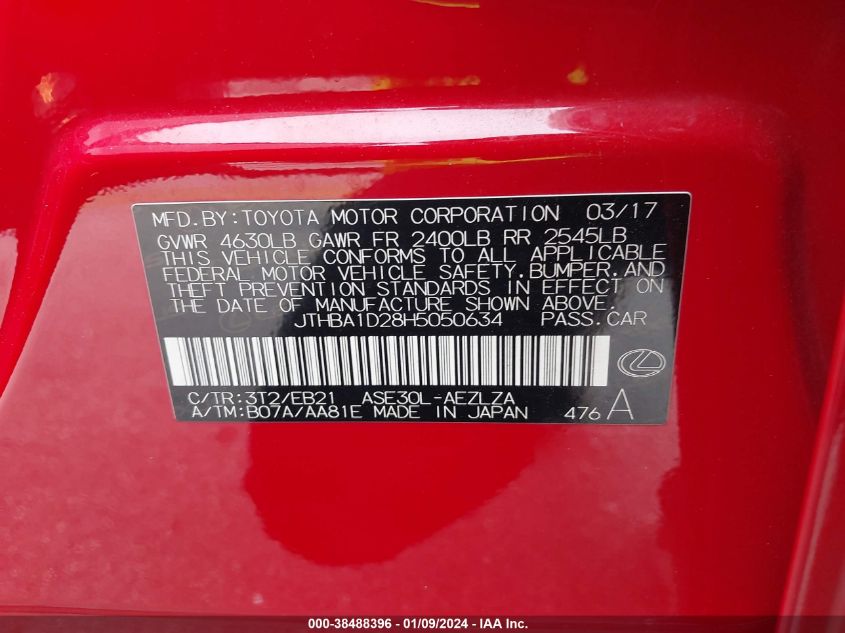 MFD.BY:TOYOTA MOTOR CORPORATION 03/17
GVWR 4630LB GAWR FR 2400LB RR 2545LB
THIS VEHICLE CONFORMS TO ALL APPLICABLE
FEDERAL MOTOR VEHICLE SAFETY.BUMPER.AND
THEFT PREVENTION STANDARDS IN EFFECT ON
THE DATE OF MANUFACTURE SHOWN ABOVE.
JTHBA1D28H5050634 PASS.CAR
C/TR:3T2/EB21 ASE30L-AEZLZA
A/TM:B07A/AA81E MADE IN JAPAN 476 A
000-38488396 - 01/09/2024 - IAA, Inc.